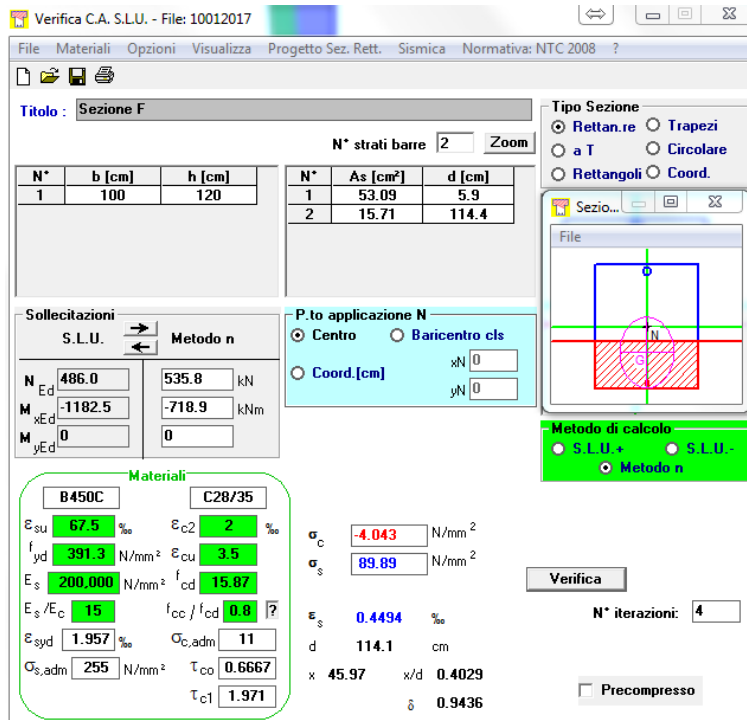 Verifica C.A. S.L.U. - File: 10012017
File Materiali Opzioni Visualizza Progetto Sez. Rett. Sismica Normativa: NTC 2008 ?
Titolo : Sezione F
N° strati barre 2 Zoom
N° b [cm] h [cm]
1 100 120
N° As [cm²] d [cm]
1 53.09 5.9
2 15.71 114.4
Tipo Sezione
Rettan.re Trapezi
a T Circolare
Rettangoli Coord.
Sezio...
File
N
G
Sollecitazioni
S.L.U. Metodo n
N Ed 486.0 535.8 kN
M xEd -1182.5 -718.9 kNm
M yEd 0 0
P.to applicazione N
Centro Baricentro cls
Coord.[cm] xN 0
yN 0
Metodo di calcolo
S.L.U.+ S.L.U.-
Metodo n
Materiali
B450C C28/35
εsu 67.5 ‰ εc2 2 ‰
fyd 391.3 N/mm² εcu 3.5
Es 200,000 N/mm² fcd 15.87
Es/Ec 15 fcc / fcd 0.8 ?
εsyd 1.957 ‰ σc,adm 11
σs,adm 255 N/mm² τco 0.6667
τc1 1.971
σc -4.043 N/mm²
σs 89.89 N/mm²
εs 0.4494 ‰
d 114.1 cm
x 45.97 x/d 0.4029
δ 0.9436
Verifica
N° iterazioni: 4
Precompresso